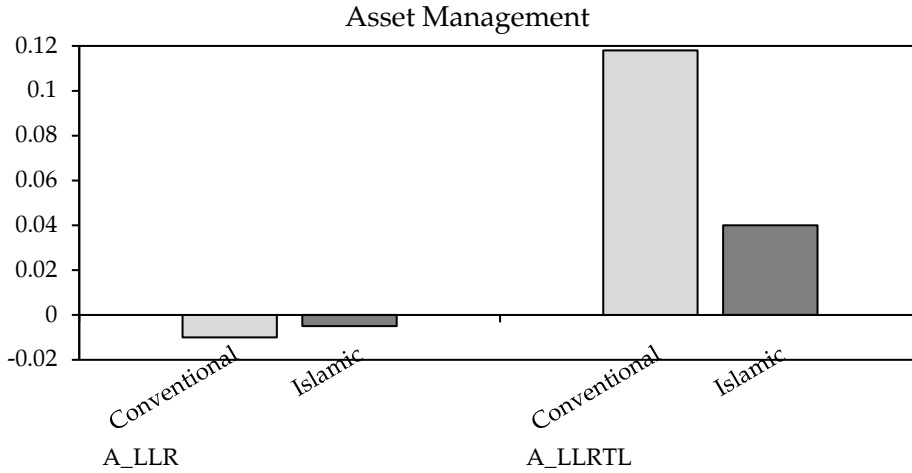 Asset Management
0.12
0.1
0.08
0.06
0.04
0.02
0
-0.02
Conventional
Islamic
Conventional
Islamic
A_LLR
A_LLRTL